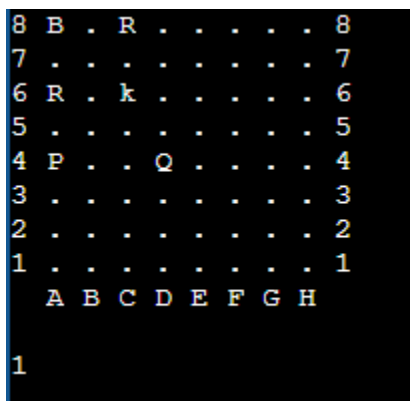 8 B . R . . . . . 8
7 . . . . . . . . 7
6 R . k . . . . . 6
5 . . . . . . . . 5
4 P . . Q . . . . 4
3 . . . . . . . . 3
2 . . . . . . . . 2
1 . . . . . . . . 1
A B C D E F G H
1